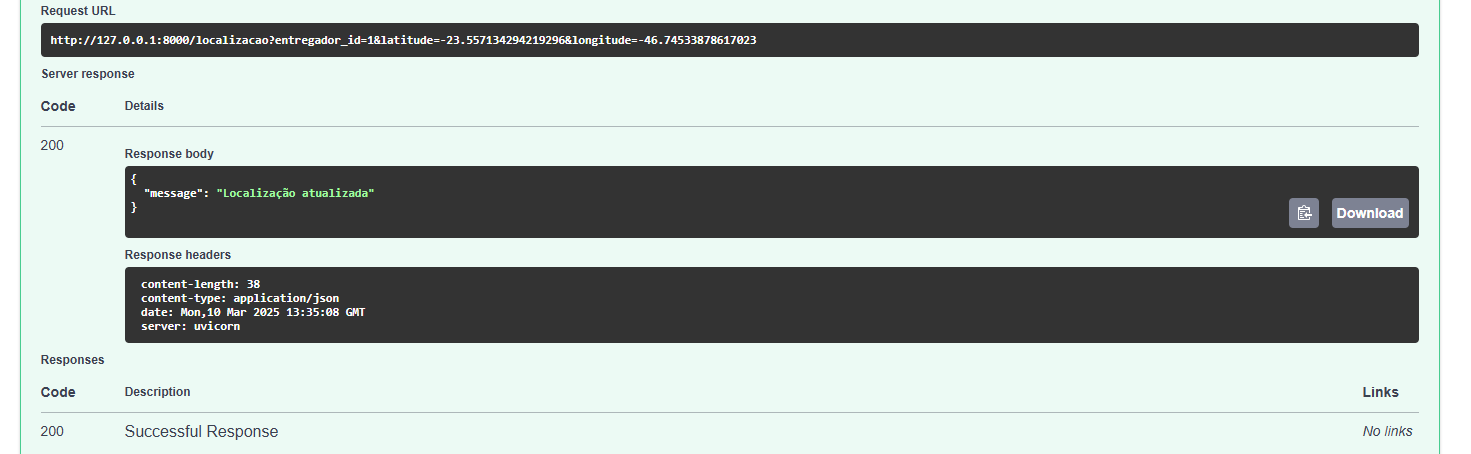 Request URL
http://127.0.0.1:8000/localizacao?entregador_id=1&latitude=-23.557134294219296&longitude=-46.74533878617023
Server response
Code Details
200
Response body
{
"message": "Localização atualizada"
}
Download
Response headers
content-length: 38
content-type: application/json
date: Mon,10 Mar 2025 13:35:08 GMT
server: uvicorn
Responses
Code Description Links
200 Successful Response No links